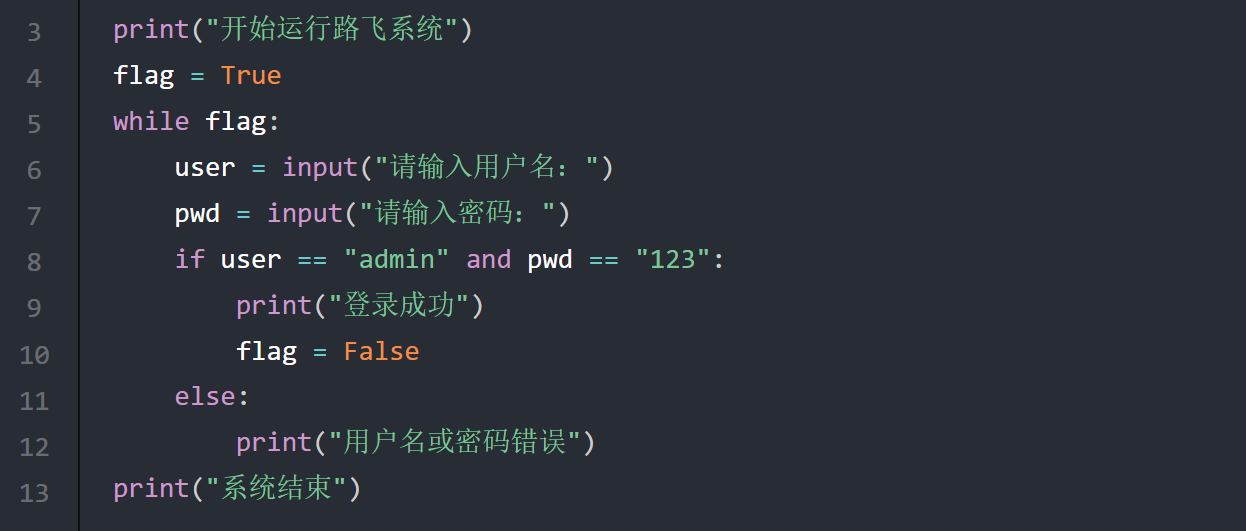 3 print("开始运行路飞系统")
4 flag = True
5 while flag:
6     user = input("请输入用户名：")
7     pwd = input("请输入密码：")
8     if user == "admin" and pwd == "123":
9         print("登录成功")
10         flag = False
11     else:
12         print("用户名或密码错误")
13 print("系统结束")